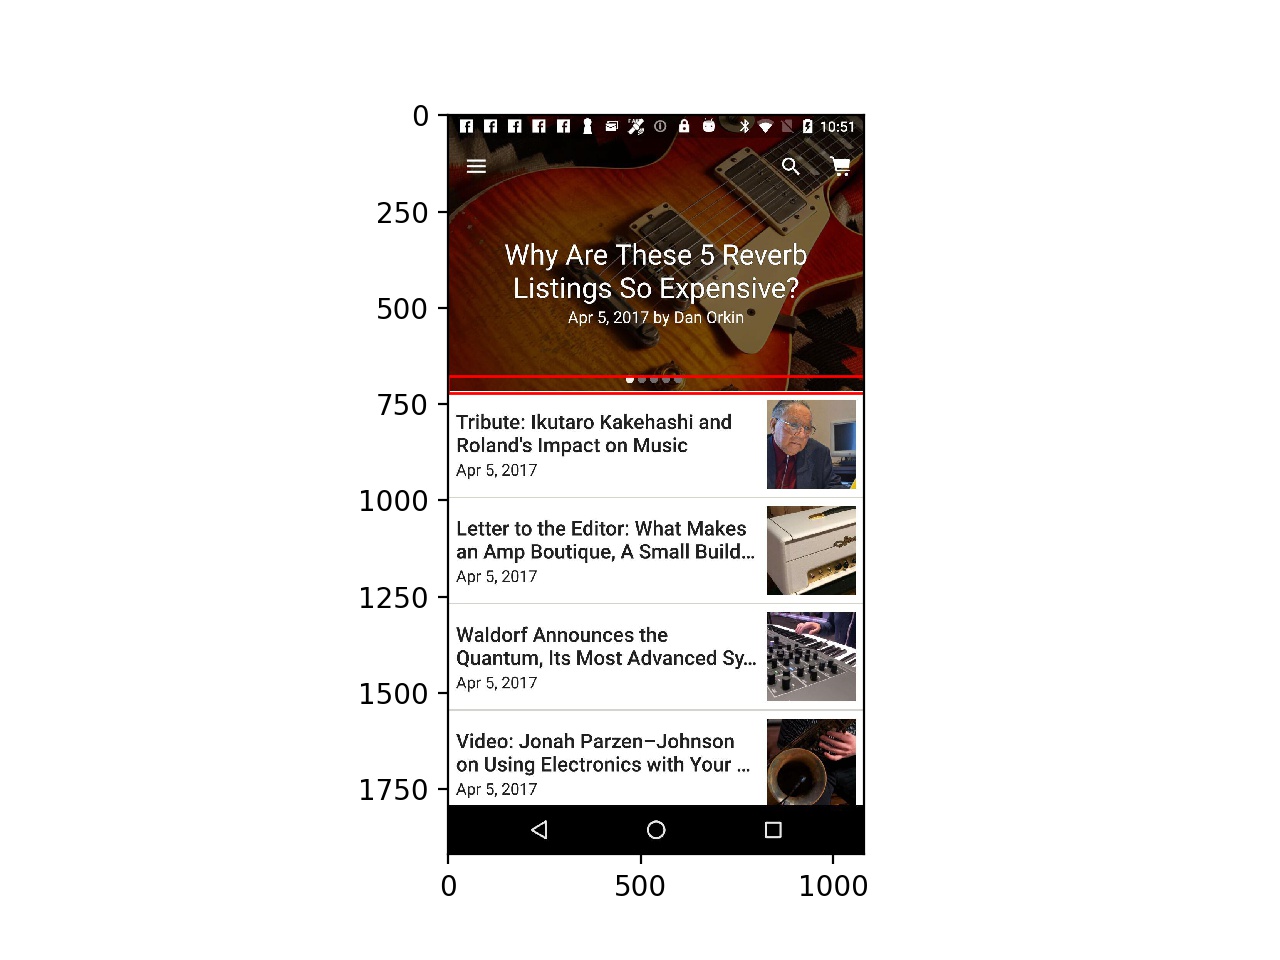 0
250
500
750
1000
1250
1500
1750
10:51
Why Are These 5 Reverb
Listings So Expensive?
Apr 5, 2017 by Dan Orkin
Tribute: Ikutaro Kakehashi and
Roland's Impact on Music
Apr 5, 2017
Letter to the Editor: What Makes
an Amp Boutique, A Small Build...
Apr 5, 2017
Waldorf Announces the
Quantum, Its Most Advanced Sy...
Apr 5, 2017
Video: Jonah Parzen–Johnson
on Using Electronics with Your ...
Apr 5, 2017
0 500 1000